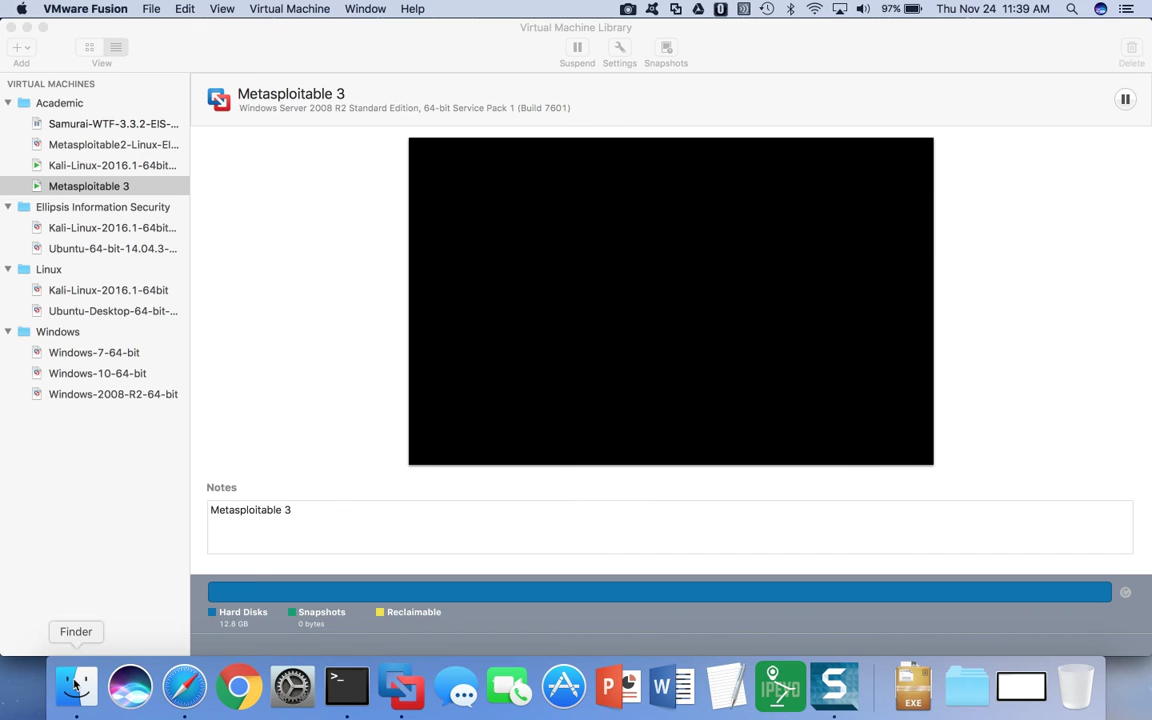 VMware Fusion File Edit View Virtual Machine Window Help 97% Thu Nov 24 11:39 AM
Virtual Machine Library
Add View Suspend Settings Snapshots Delete
VIRTUAL MACHINES
Academic
Samurai-WTF-3.3.2-EIS-...
Metasploitable2-Linux-EI...
Kali-Linux-2016.1-64bit...
Metasploitable 3
Ellipsis Information Security
Kali-Linux-2016.1-64bit...
Ubuntu-64-bit-14.04.3-...
Linux
Kali-Linux-2016.1-64bit
Ubuntu-Desktop-64-bit-...
Windows
Windows-7-64-bit
Windows-10-64-bit
Windows-2008-R2-64-bit
Metasploitable 3
Windows Server 2008 R2 Standard Edition, 64-bit Service Pack 1 (Build 7601)
Notes
Metasploitable 3
Hard Disks Snapshots Reclaimable
12.8 GB 0 bytes
Finder
>_
P
W
IPEVO
S
EXE